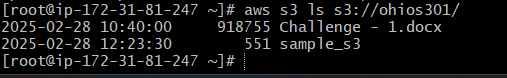 [root@ip-172-31-81-247 ~]# aws s3 ls s3://ohios301/
2025-02-28 10:40:00     918755 Challenge - 1.docx
2025-02-28 12:23:30        551 sample_s3
[root@ip-172-31-81-247 ~]#